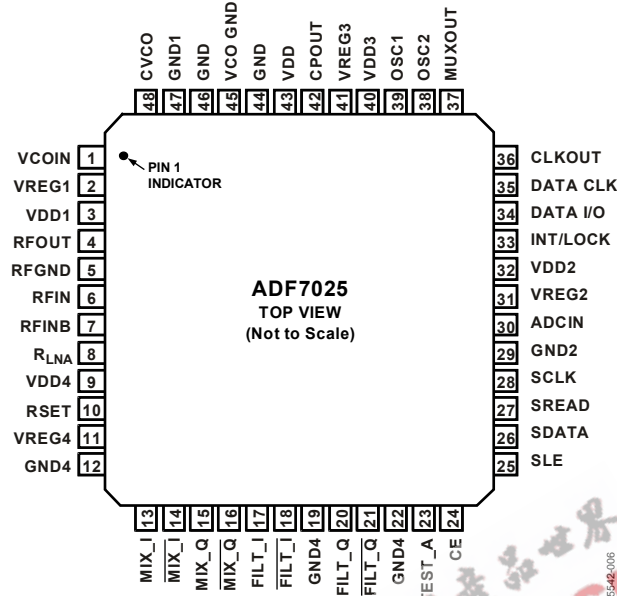 CVCO
GND1
GND
VCO GND
GND
VDD
CPOUT
VREG3
VDD3
OSC1
OSC2
MUXOUT
48
47
46
45
44
43
42
41
40
39
38
37
VCOIN 1
VREG1 2
VDD1 3
RFOUT 4
RFGND 5
RFIN 6
RFINB 7
RLNA 8
VDD4 9
RSET 10
VREG4 11
GND4 12
PIN 1
INDICATOR
ADF7025
TOP VIEW
(Not to Scale)
36 CLKOUT
35 DATA CLK
34 DATA I/O
33 INT/LOCK
32 VDD2
31 VREG2
30 ADCIN
29 GND2
28 SCLK
27 SREAD
26 SDATA
25 SLE
13
14
15
16
17
18
19
20
21
22
23
24
MIX_I
MIX_I
MIX_Q
MIX_Q
FILT_I
FILT_I
GND4
FILT_Q
FILT_Q
GND4
TEST_A
CE
5542-006